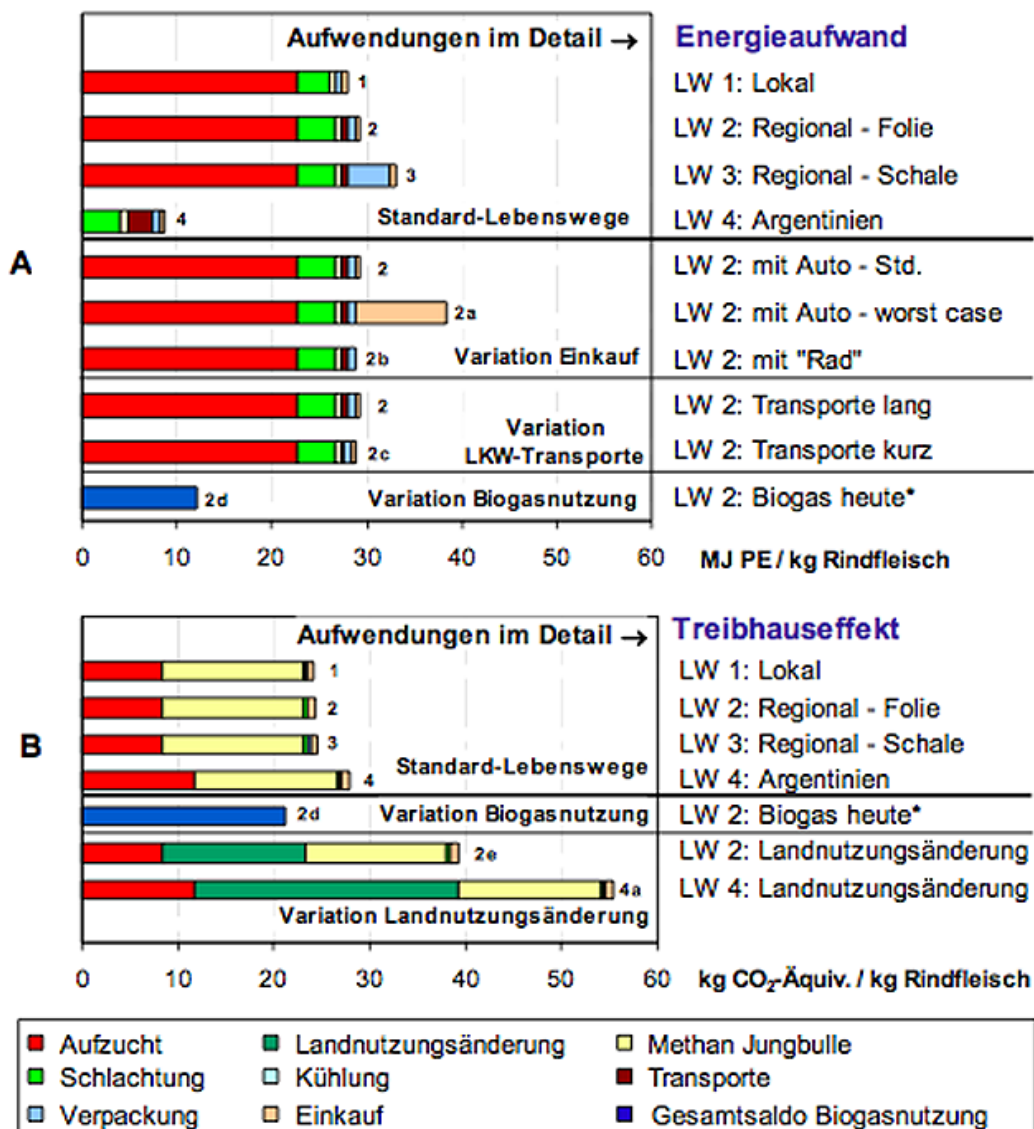 Aufwendungen im Detail → Energieaufwand
1 LW 1: Lokal
2 LW 2: Regional - Folie
3 LW 3: Regional - Schale
4 Standard-Lebenswege LW 4: Argentinien
A
2 LW 2: mit Auto - Std.
2a LW 2: mit Auto - worst case
2b Variation Einkauf LW 2: mit "Rad"
2 LW 2: Transporte lang
Variation
2c LKW-Transporte LW 2: Transporte kurz
2d Variation Biogasnutzung LW 2: Biogas heute*
0 10 20 30 40 50 60 MJ PE / kg Rindfleisch
Aufwendungen im Detail → Treibhauseffekt
1 LW 1: Lokal
2 LW 2: Regional - Folie
B
3 LW 3: Regional - Schale
Standard-Lebenswege
4 LW 4: Argentinien
2d Variation Biogasnutzung LW 2: Biogas heute*
2e LW 2: Landnutzungsänderung
4a LW 4: Landnutzungsänderung
Variation Landnutzungsänderung
0 10 20 30 40 50 60 kg CO₂-Äquiv. / kg Rindfleisch
Aufzucht Landnutzungsänderung Methan Jungbulle
Schlachtung Kühlung Transporte
Verpackung Einkauf Gesamtsaldo Biogasnutzung